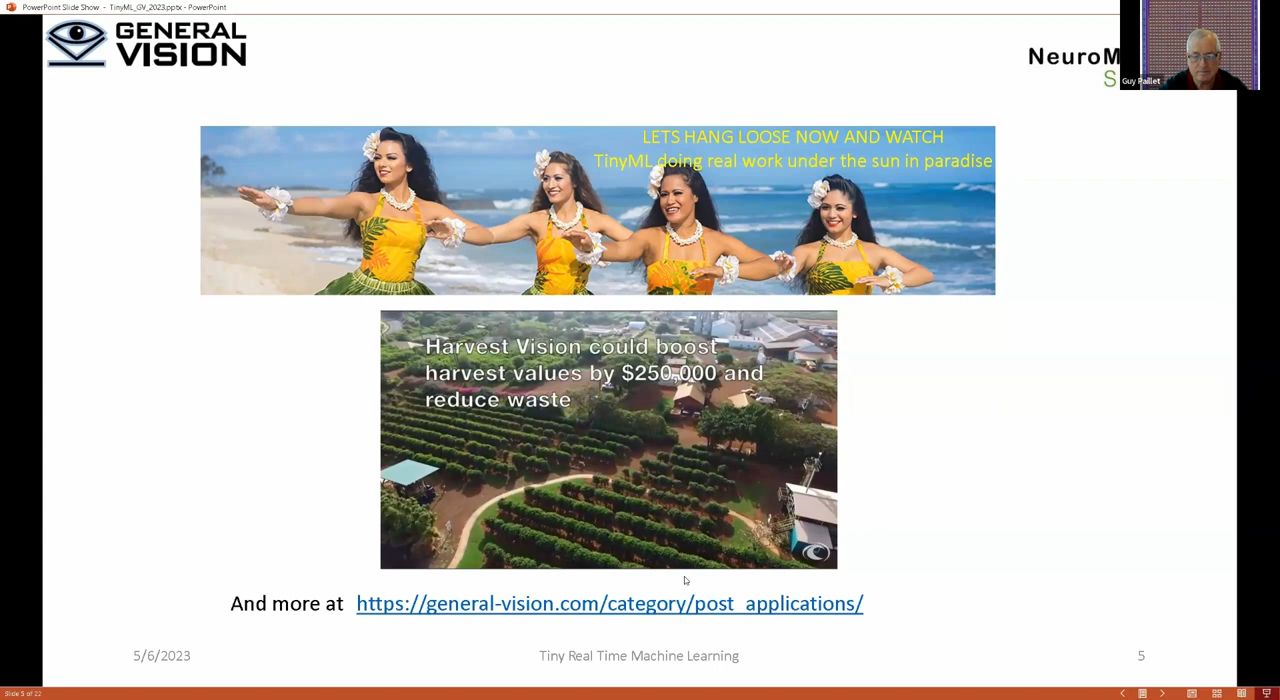 PowerPoint Slide Show - TinyML_GV_2023.pptx - PowerPoint
GENERAL
VISION
NeuroM
S
Guy Paillet
LETS HANG LOOSE NOW AND WATCH
TinyML doing real work under the sun in paradise
Harvest Vision could boost
harvest values by $250,000 and
reduce waste
And more at https://general-vision.com/category/post_applications/
5/6/2023 Tiny Real Time Machine Learning 5
Slide 5 of 22